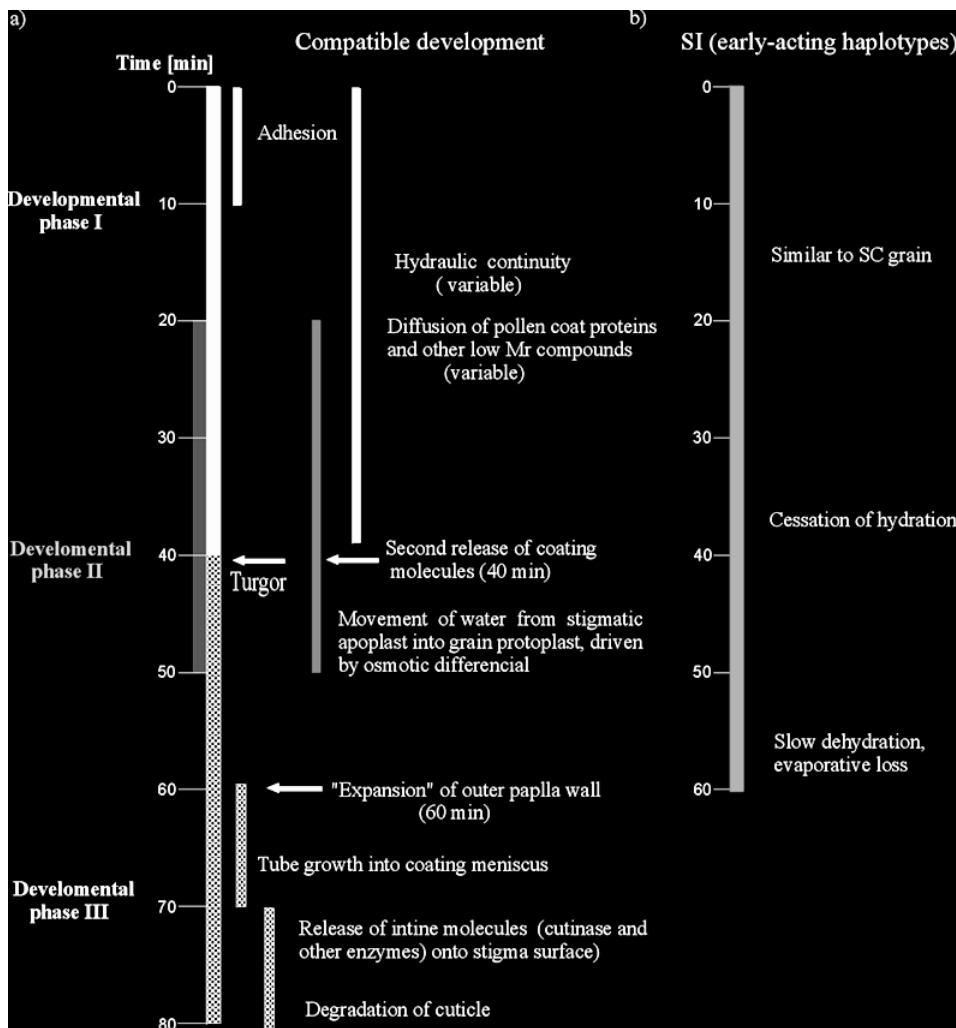 a)
Compatible development
Time [min]
0
Adhesion
Developmental
phase I
10
Hydraulic continuity
( variable)
20
Diffusion of pollen coat proteins
and other low Mr compounds
(variable)
30
Develomental
phase II
40
Turgor
Second release of coating
molecules (40 min)
Movement of water from stigmatic
apoplast into grain protoplast, driven
by osmotic differencial
50
60
"Expansion" of outer paplla wall
(60 min)
Tube growth into coating meniscus
Develomental
phase III
70
Release of intine molecules (cutinase and
other enzymes) onto stigma surface)
Degradation of cuticle
80
b)
SI (early-acting haplotypes)
0
10
Similar to SC grain
20
30
Cessation of hydration
40
50
Slow dehydration,
evaporative loss
60